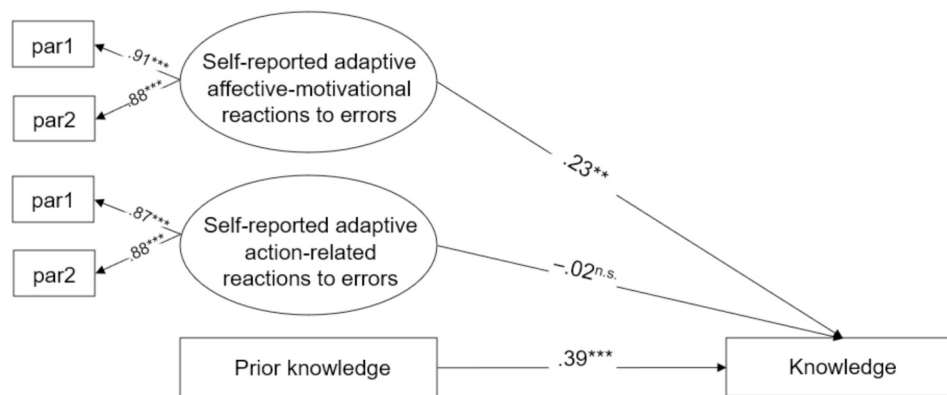 par1
.91***
par2
.88***
Self-reported adaptive
affective-motivational
reactions to errors
.23**
par1
.87***
par2
.88***
Self-reported adaptive
action-related
reactions to errors
−.02n.s.
Prior knowledge
.39***
Knowledge